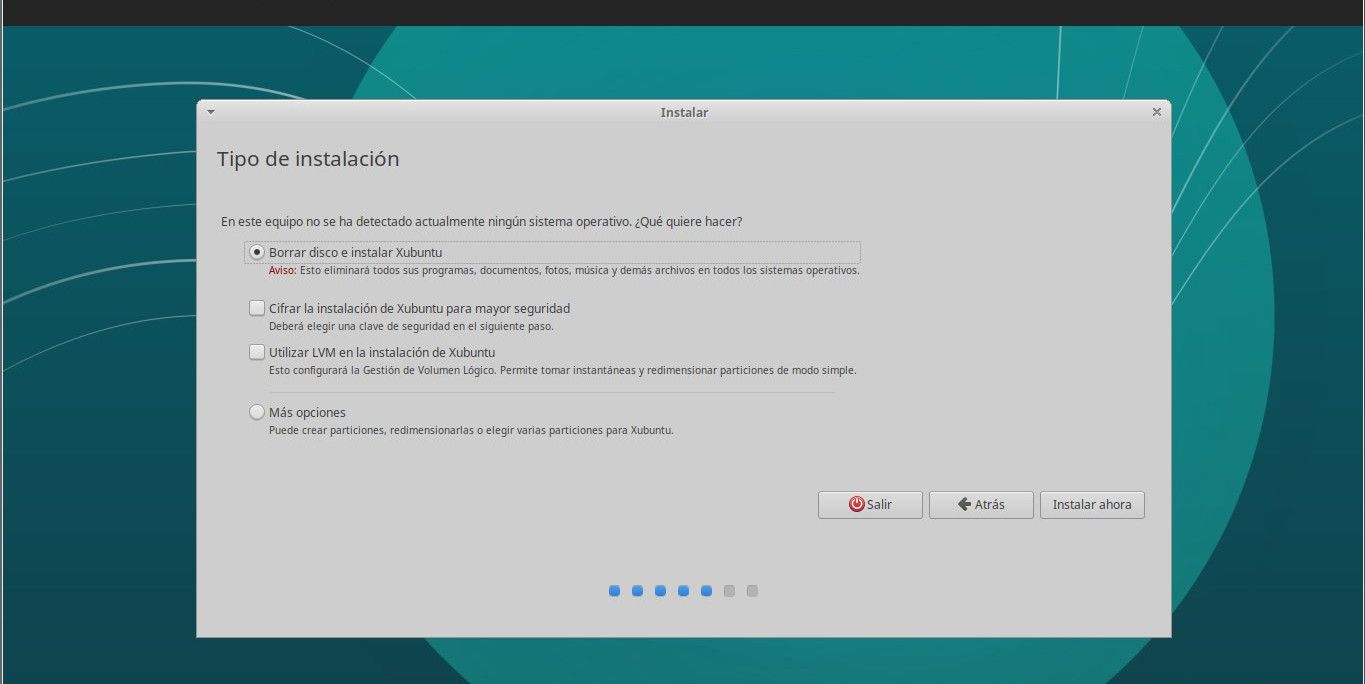 Instalar
Tipo de instalación
En este equipo no se ha detectado actualmente ningún sistema operativo. ¿Qué quiere hacer?
Borrar disco e instalar Xubuntu
Aviso: Esto eliminará todos sus programas, documentos, fotos, música y demás archivos en todos los sistemas operativos.
Cifrar la instalación de Xubuntu para mayor seguridad
Deberá elegir una clave de seguridad en el siguiente paso.
Utilizar LVM en la instalación de Xubuntu
Esto configurará la Gestión de Volumen Lógico. Permite tomar instantáneas y redimensionar particiones de modo simple.
Más opciones
Puede crear particiones, redimensionarlas o elegir varias particiones para Xubuntu.
Salir Atrás Instalar ahora